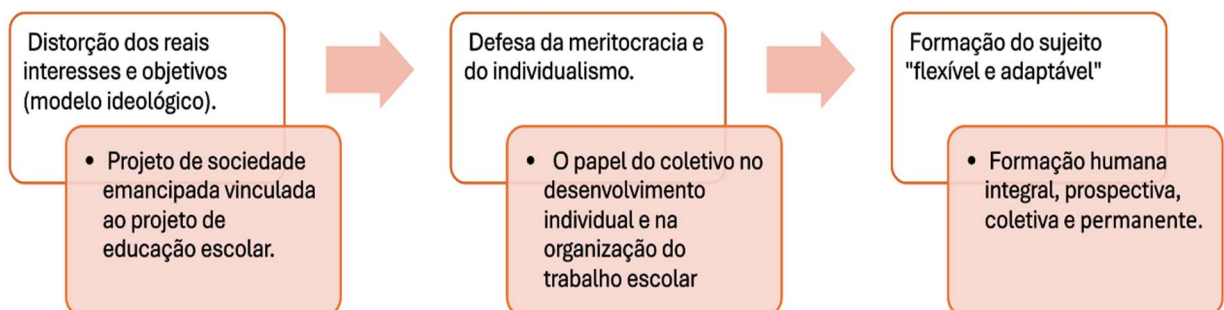 Distorção dos reais
interesses e objetivos
(modelo ideológico).
• Projeto de sociedade
emancipada vinculada
ao projeto de
educação escolar.
Defesa da meritocracia e
do individualismo.
• O papel do coletivo no
desenvolvimento
individual e na
organização do
trabalho escolar
Formação do sujeito
"flexível e adaptável"
• Formação humana
integral, prospectiva,
coletiva e permanente.